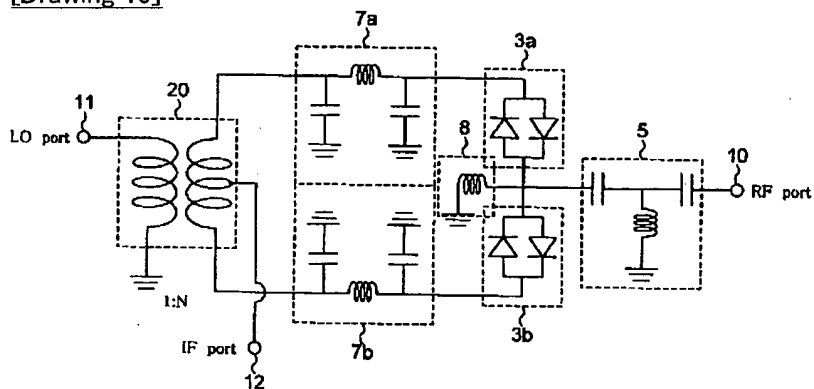 [Drawing 10]
7a
3a
20
11
LO port
8
5
10
RF port
1:N
IF port
12
7b
3b